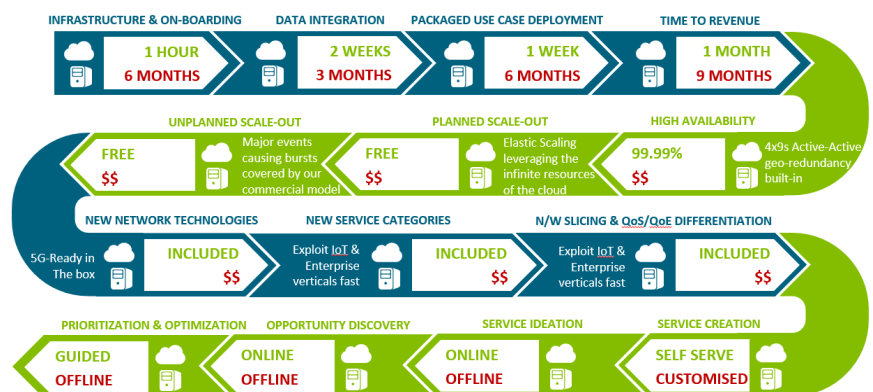 INFRASTRUCTURE & ON-BOARDING
DATA INTEGRATION
PACKAGED USE CASE DEPLOYMENT
TIME TO REVENUE
1 HOUR
6 MONTHS
2 WEEKS
3 MONTHS
1 WEEK
6 MONTHS
1 MONTH
9 MONTHS
UNPLANNED SCALE-OUT
PLANNED SCALE-OUT
HIGH AVAILABILITY
FREE
$$
Major events
causing bursts
covered by our
commercial model
FREE
$$
Elastic Scaling
leveraging the
infinite resources
of the cloud
99.99%
$$
4x9s Active-Active
geo-redundancy
built-in
NEW NETWORK TECHNOLOGIES
NEW SERVICE CATEGORIES
N/W SLICING & QoS/QoE DIFFERENTIATION
5G-Ready in
The box
INCLUDED
$$
Exploit IoT &
Enterprise
verticals fast
INCLUDED
$$
Exploit IoT &
Enterprise
verticals fast
INCLUDED
$$
PRIORITIZATION & OPTIMIZATION
OPPORTUNITY DISCOVERY
SERVICE IDEATION
SERVICE CREATION
GUIDED
OFFLINE
ONLINE
OFFLINE
ONLINE
OFFLINE
SELF SERVE
CUSTOMISED